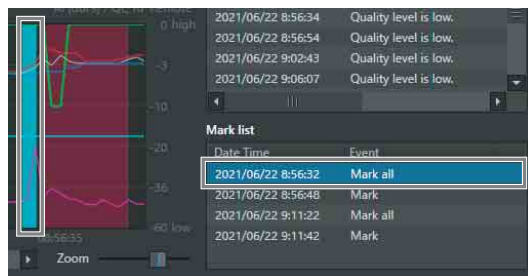 0 high
-3
-10
-20
-36
-60 low
08:56:35
Zoom
2021/06/22 8:56:34 Quality level is low.
2021/06/22 8:56:54 Quality level is low.
2021/06/22 9:02:43 Quality level is low.
2021/06/22 9:06:07 Quality level is low.
Mark list
Date Time Event
2021/06/22 8:56:32 Mark all
2021/06/22 8:56:48 Mark
2021/06/22 9:11:22 Mark all
2021/06/22 9:11:42 Mark